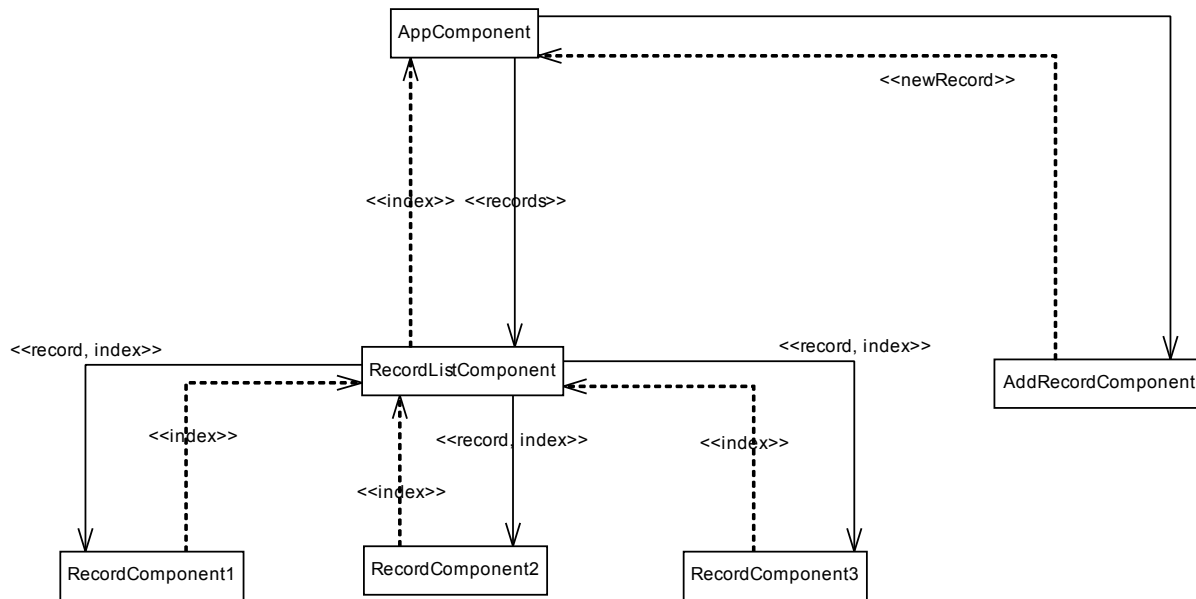 AppComponent
<<newRecord>>
<<index>>
<<records>>
<<record, index>>
<<record, index>>
RecordListComponent
AddRecordComponent
<<index>>
<<record, index>>
<<index>>
<<index>>
RecordComponent1
RecordComponent2
RecordComponent3